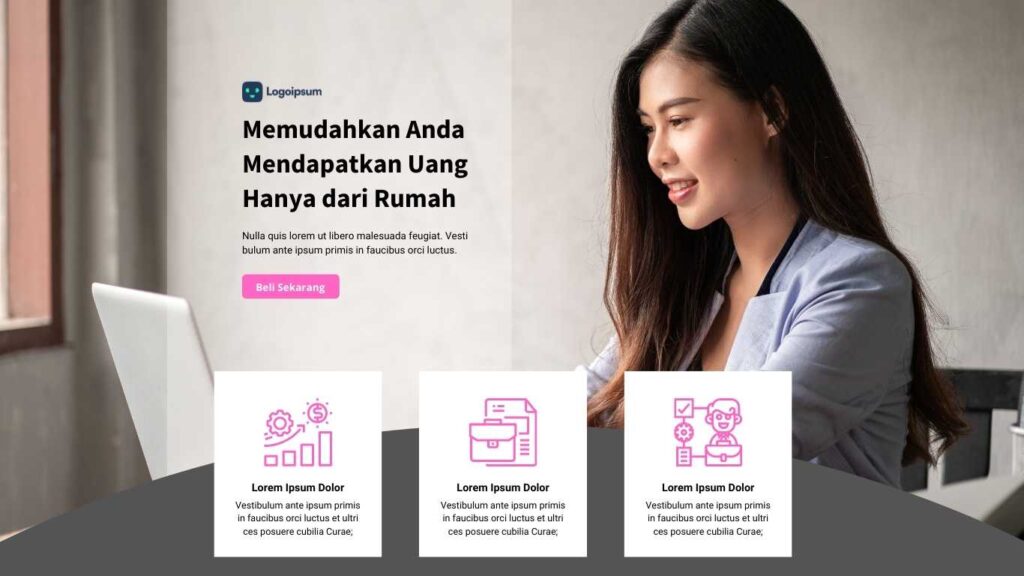 Logoipsum
Memudahkan Anda
Mendapatkan Uang
Hanya dari Rumah
Nulla quis lorem ut libero malesuada feugiat. Vesti
bulum ante ipsum primis in faucibus orci luctus.
Beli Sekarang
Lorem Ipsum Dolor
Vestibulum ante ipsum primis
in faucibus orci luctus et ultri
ces posuere cubilia Curae;
Lorem Ipsum Dolor
Vestibulum ante ipsum primis
in faucibus orci luctus et ultri
ces posuere cubilia Curae;
Lorem Ipsum Dolor
Vestibulum ante ipsum primis
in faucibus orci luctus et ultri
ces posuere cubilia Curae;